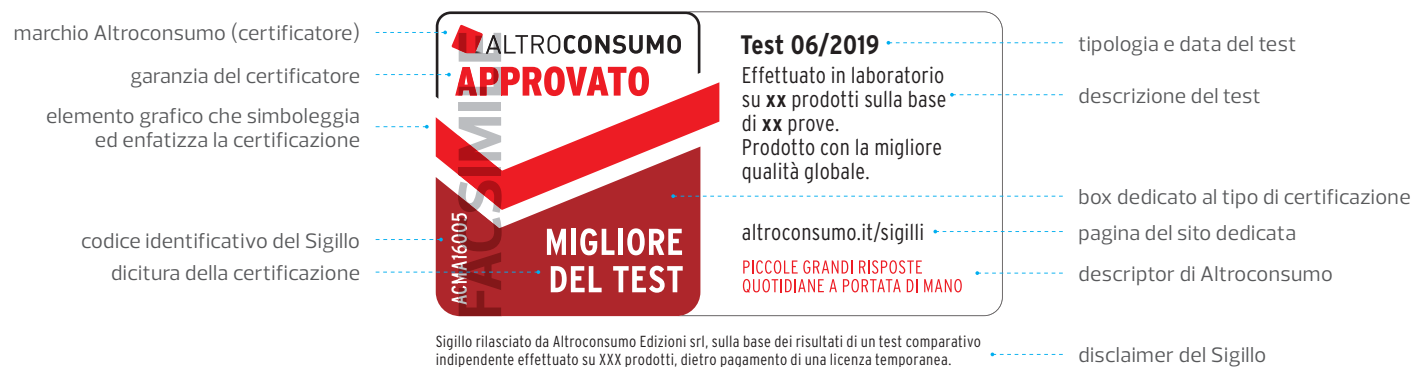 marchio Altroconsumo (certificatore)
garanzia del certificatore
elemento grafico che simboleggia
ed enfatizza la certificazione
codice identificativo del Sigillo
dicitura della certificazione
ALTROCONSUMO
APPROVATO
FACSIMILE
ACMA16005
MIGLIORE
DEL TEST
Test 06/2019
Effettuato in laboratorio
su xx prodotti sulla base
di xx prove.
Prodotto con la migliore
qualità globale.
altroconsumo.it/sigilli
PICCOLE GRANDI RISPOSTE
QUOTIDIANE A PORTATA DI MANO
tipologia e data del test
descrizione del test
box dedicato al tipo di certificazione
pagina del sito dedicata
descriptor di Altroconsumo
Sigillo rilasciato da Altroconsumo Edizioni srl, sulla base dei risultati di un test comparativo
indipendente effettuato su XXX prodotti, dietro pagamento di una licenza temporanea.
disclaimer del Sigillo